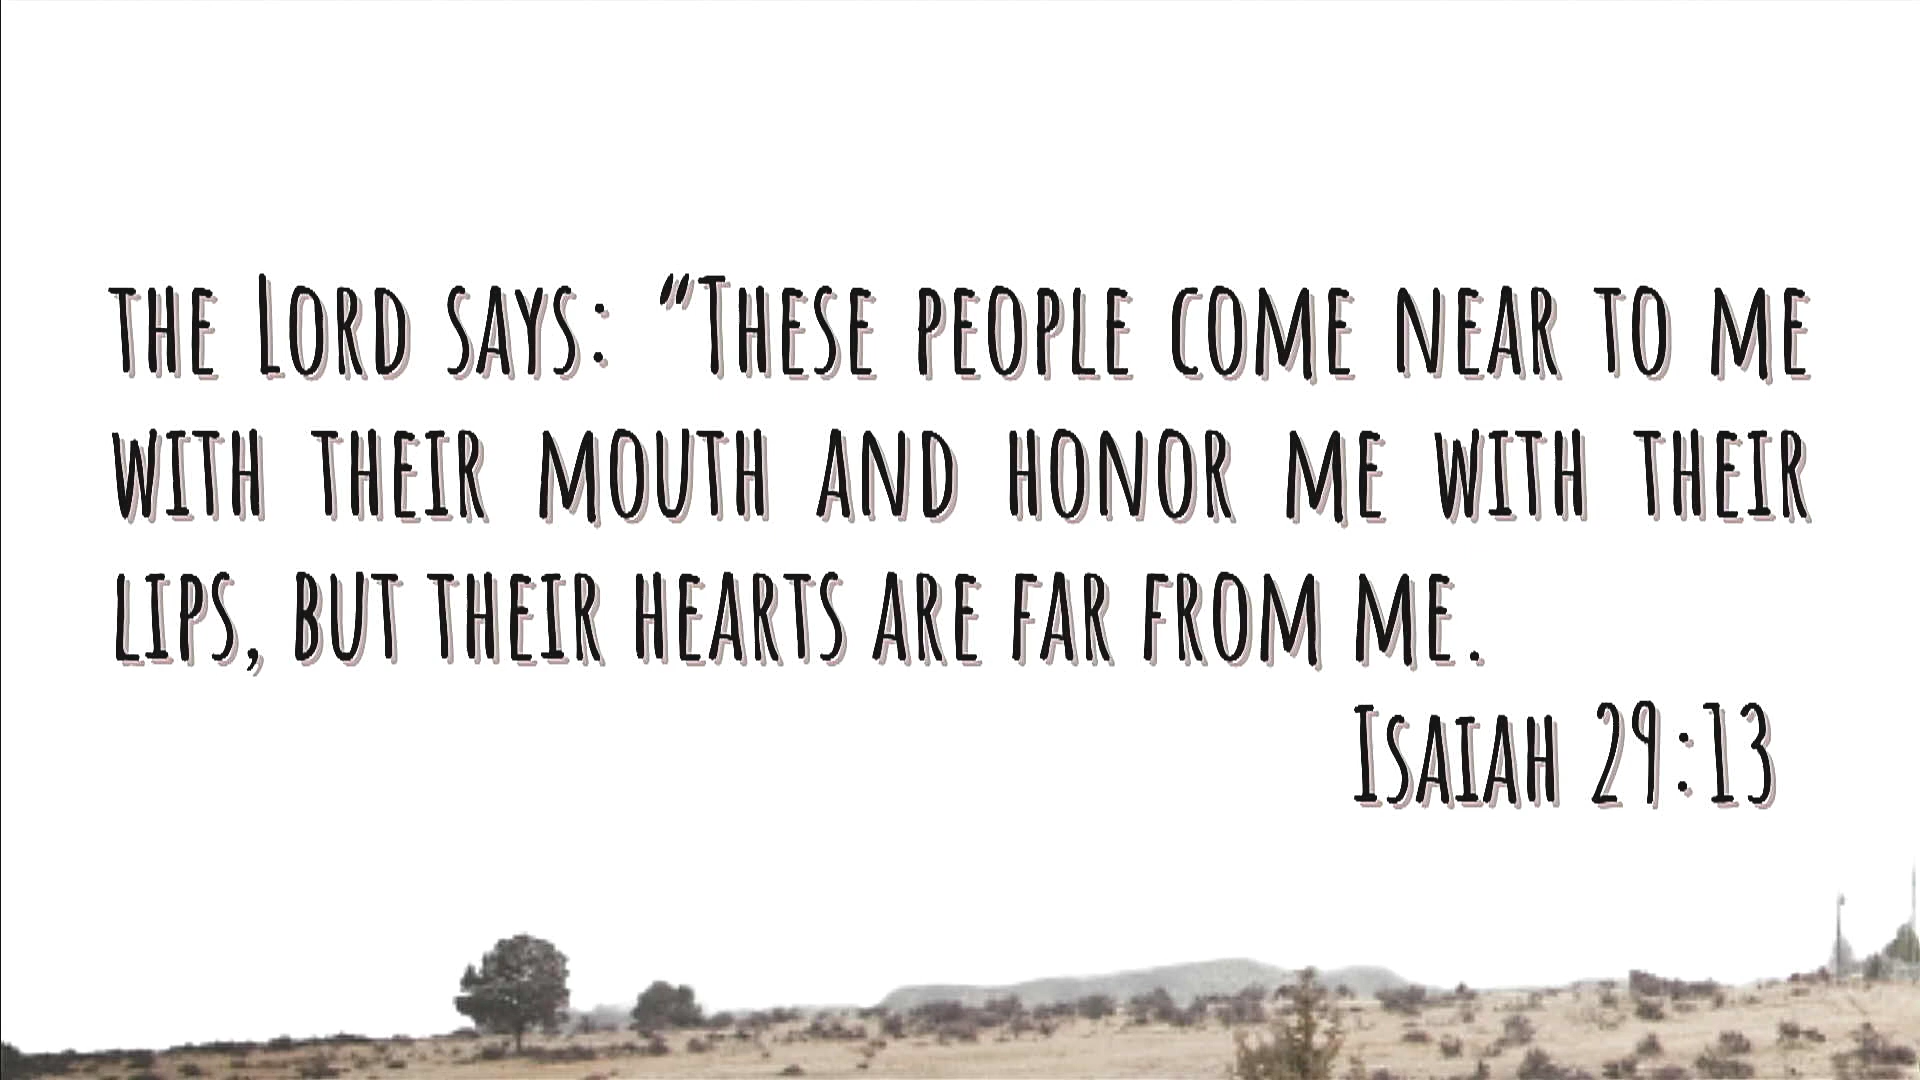 the Lord says: “These people come near to me
with their mouth and honor me with their
lips, but their hearts are far from me.
Isaiah 29:13